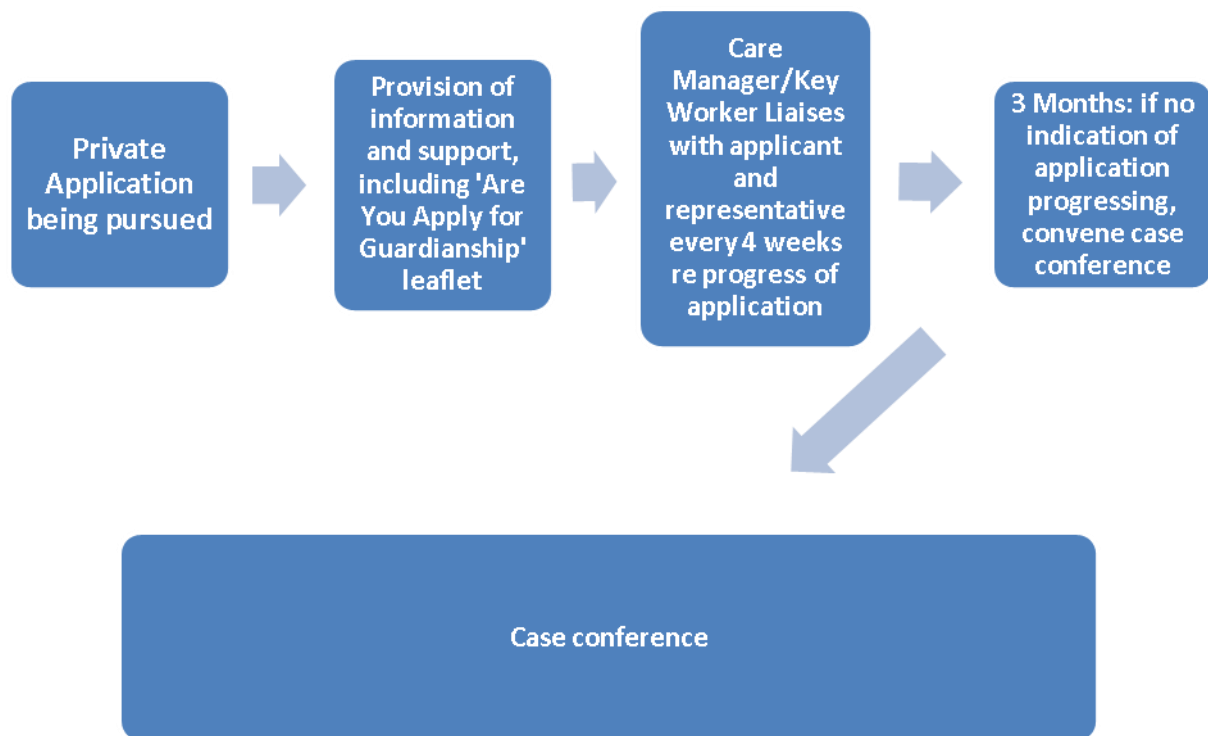 Private
Application
being pursued
Provision of
information
and support,
including 'Are
You Apply for
Guardianship'
leaflet
Care
Manager/Key
Worker Liaises
with applicant
and
representative
every 4 weeks
re progress of
application
3 Months: if no
indication of
application
progressing,
convene case
conference
Case conference